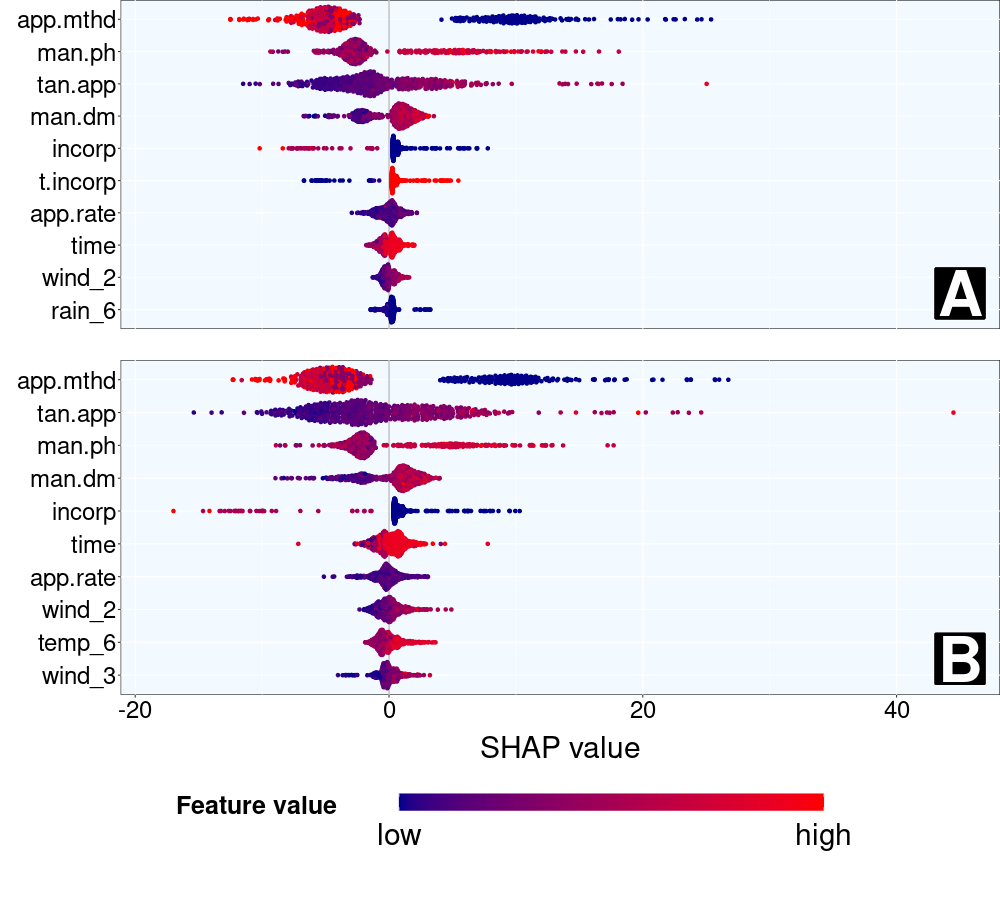 app.mthd
man.ph
tan.app
man.dm
incorp
t.incorp
app.rate
time
wind_2
rain_6
A
app.mthd
tan.app
man.ph
man.dm
incorp
time
app.rate
wind_2
temp_6
wind_3
B
-20 0 20 40
SHAP value
Feature value
low high